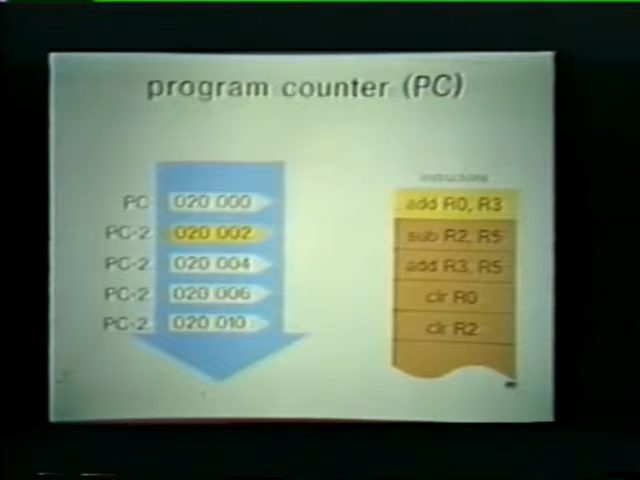 program counter (PC)
instructions
PC 020 000 add R0, R3
PC-2 020 002 sub R2, R5
PC-2 020 004 add R3, R5
PC-2 020 006 clr R0
PC-2 020 010 clr R2